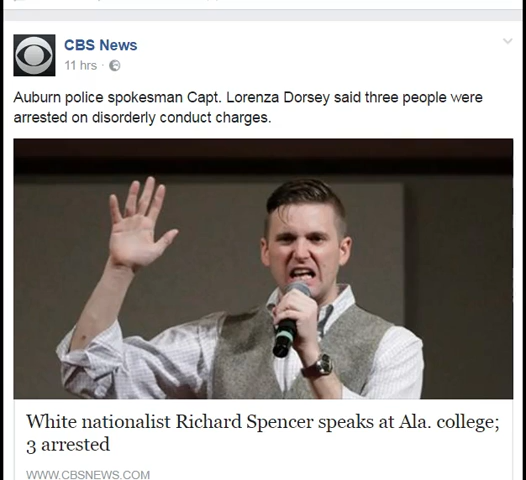 CBS News
11 hrs ·
Auburn police spokesman Capt. Lorenza Dorsey said three people were
arrested on disorderly conduct charges.
White nationalist Richard Spencer speaks at Ala. college;
3 arrested
WWW.CBSNEWS.COM